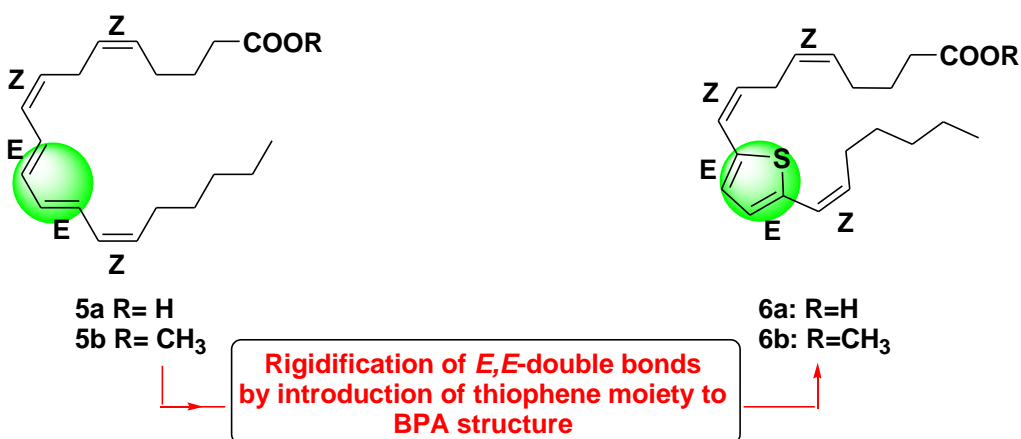 Z
COOR
Z
E
E
Z
5a R= H
5b R= CH3
Z
COOR
Z
S
E
E
Z
6a: R=H
6b: R=CH3
Rigidification of E,E-double bonds
by introduction of thiophene moiety to
BPA structure